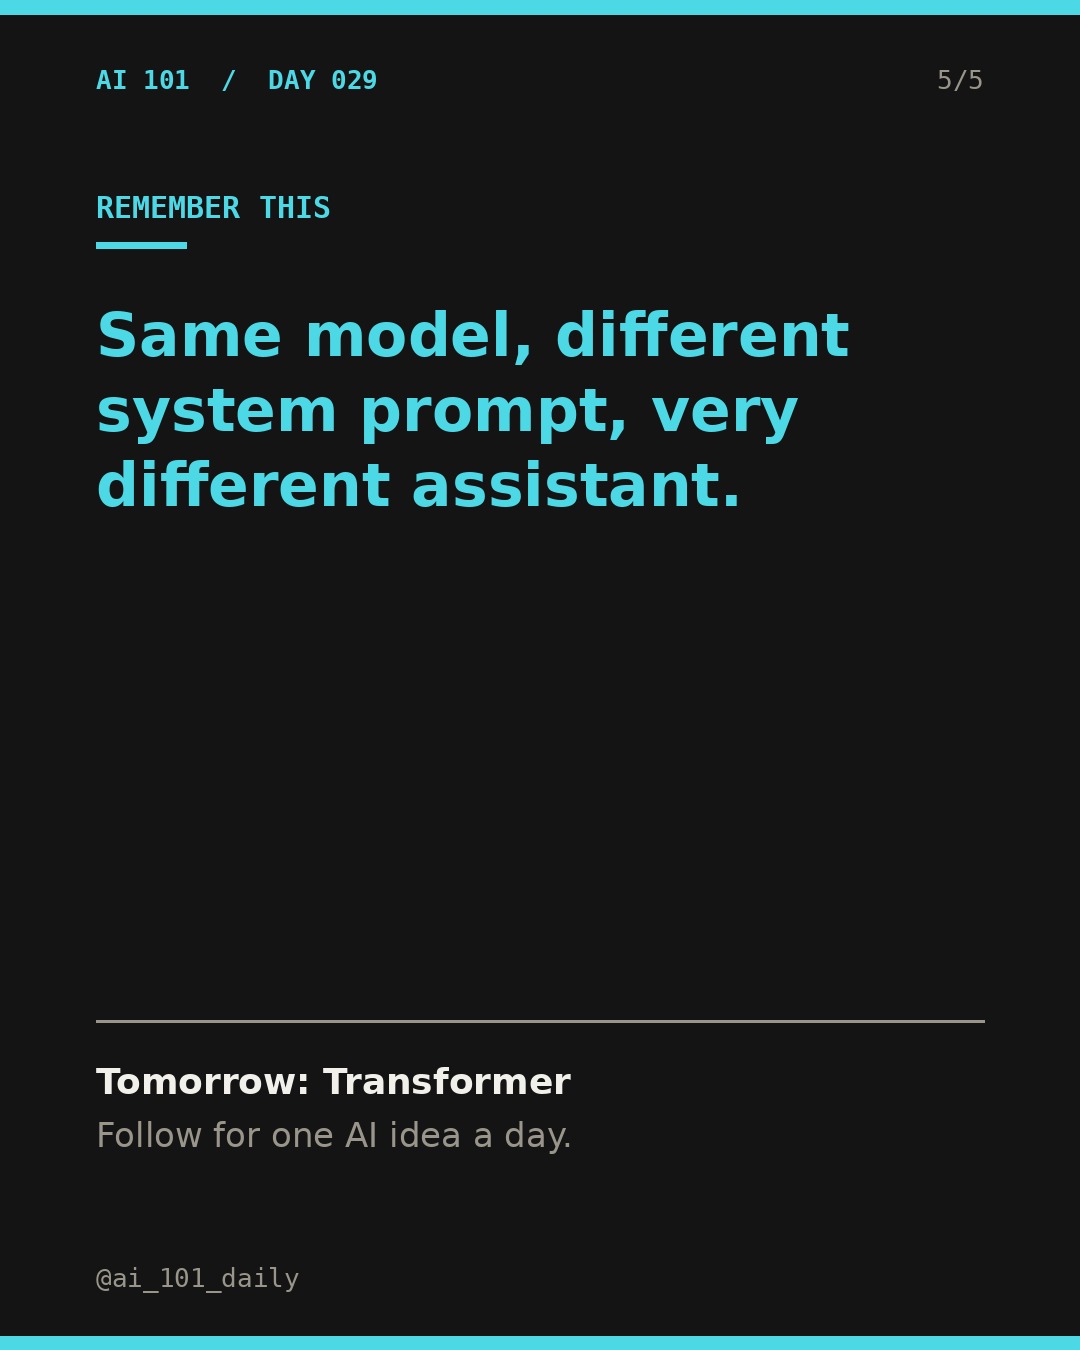 AI 101 / DAY 029
5/5
REMEMBER THIS
Same model, different
system prompt, very
different assistant.
Tomorrow: Transformer
Follow for one AI idea a day.
@ai_101_daily